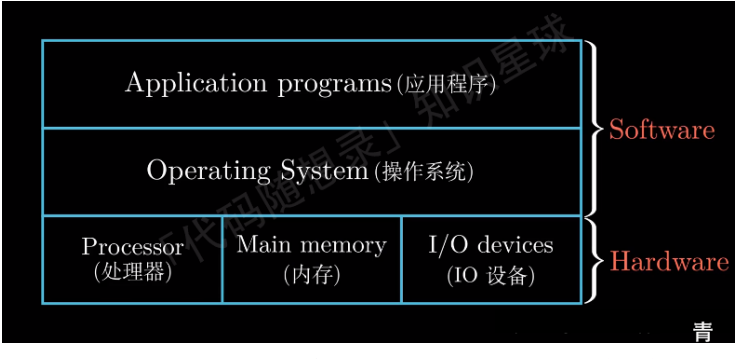 Application programs(应用程序)
Software
Operating System(操作系统)
Processor
(处理器)
Main memory
(内存)
I/O devices
(IO 设备)
Hardware
「代码随想录」知识星球
青